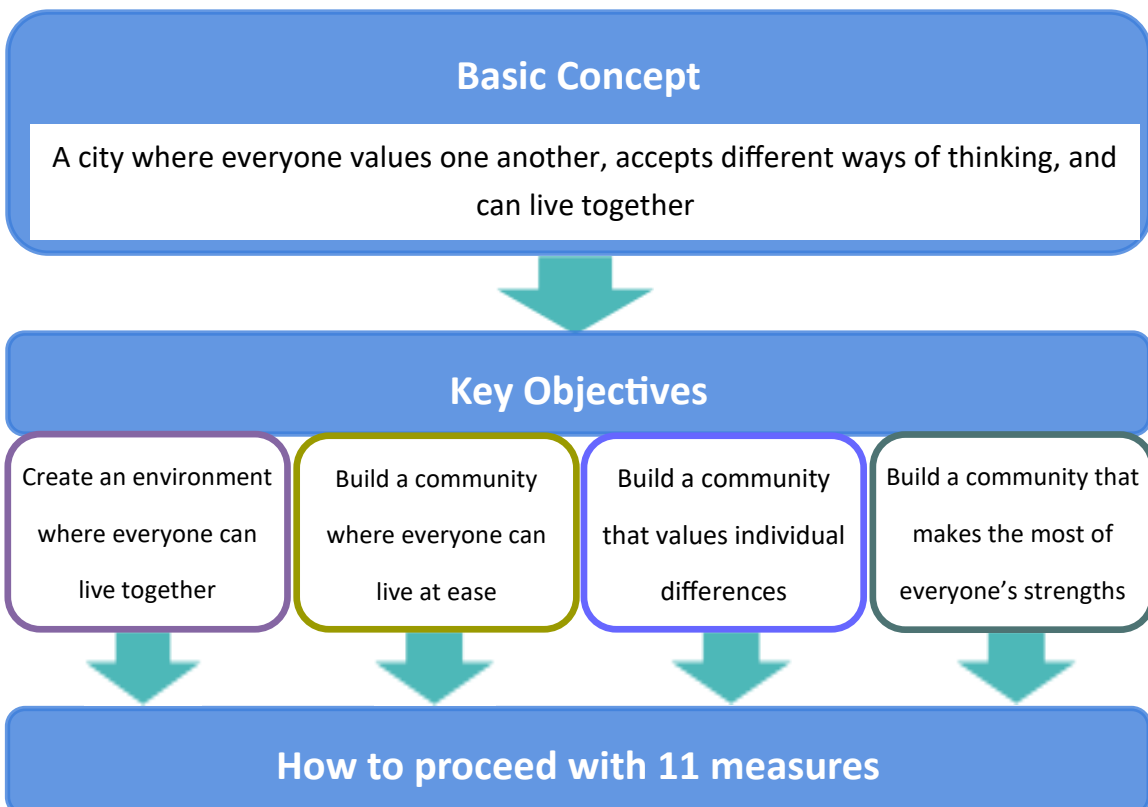 Basic Concept
A city where everyone values one another, accepts different ways of thinking, and
can live together
Key Objectives
Create an environment
where everyone can
live together
Build a community
where everyone can
live at ease
Build a community
that values individual
differences
Build a community that
makes the most of
everyone’s strengths
How to proceed with 11 measures